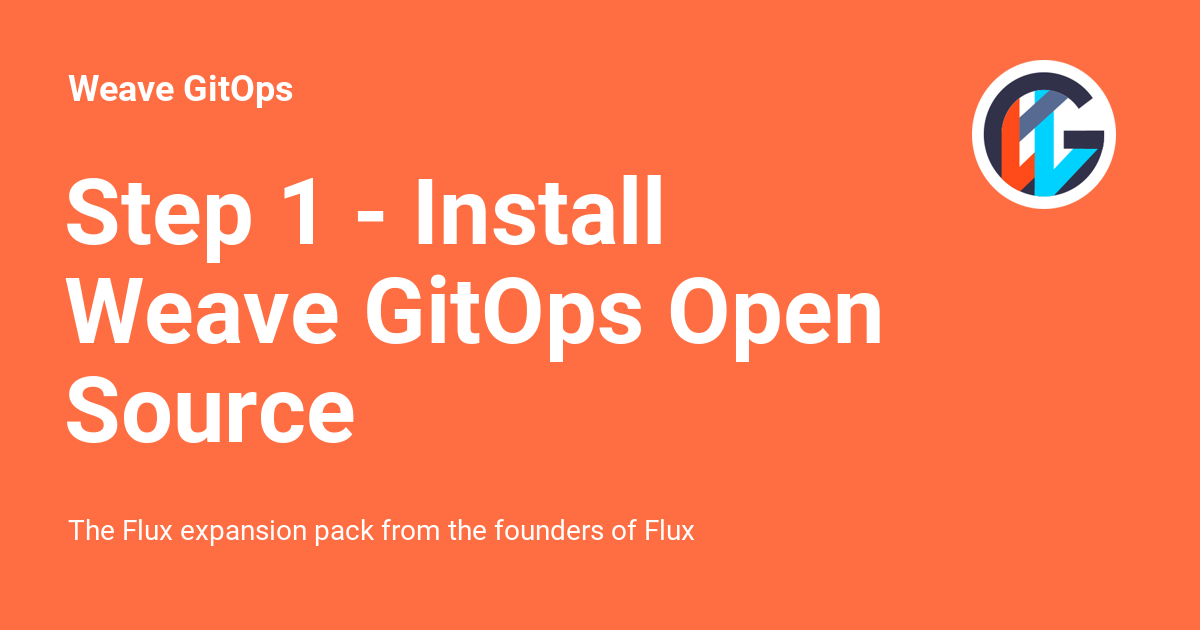 Weave GitOps
Step 1 - Install
Weave GitOps Open
Source
The Flux expansion pack from the founders of Flux